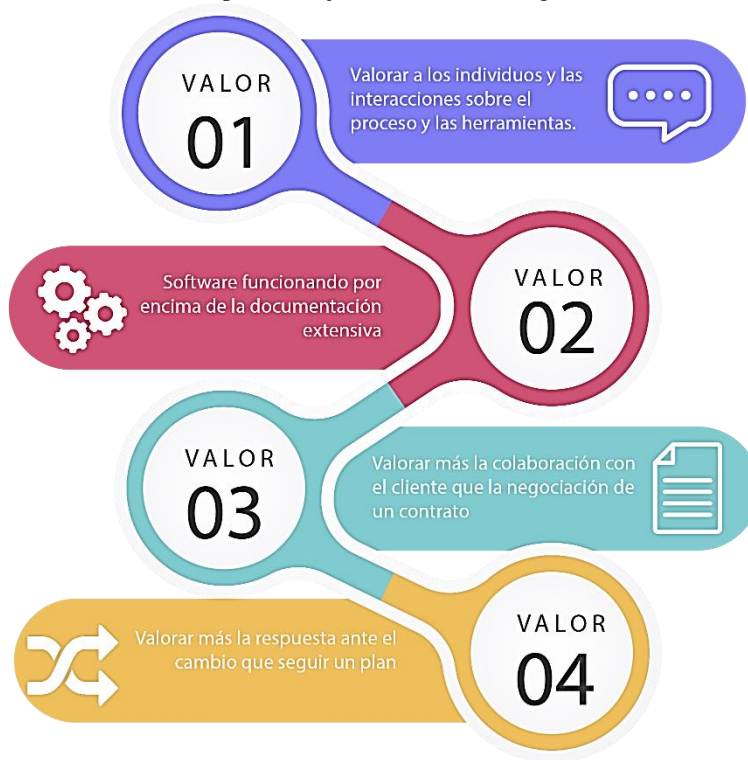 VALOR
01
Valorar a los individuos y las
interacciones sobre el
proceso y las herramientas.
Software funcionando por
encima de la documentación
extensiva
VALOR
02
VALOR
03
Valorar más la colaboración con
el cliente que la negociación de
un contrato
Valorar más la respuesta ante el
cambio que seguir un plan
VALOR
04